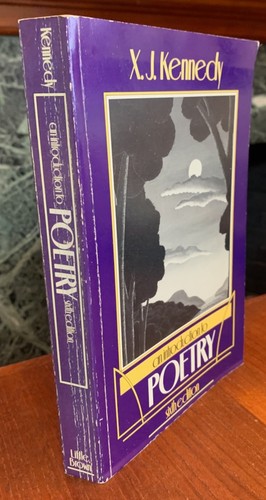 Kennedy
an introduction to
POETRY
sixth edition
Little
Brown
X. J. Kennedy
an introduction to
POETRY
sixth edition